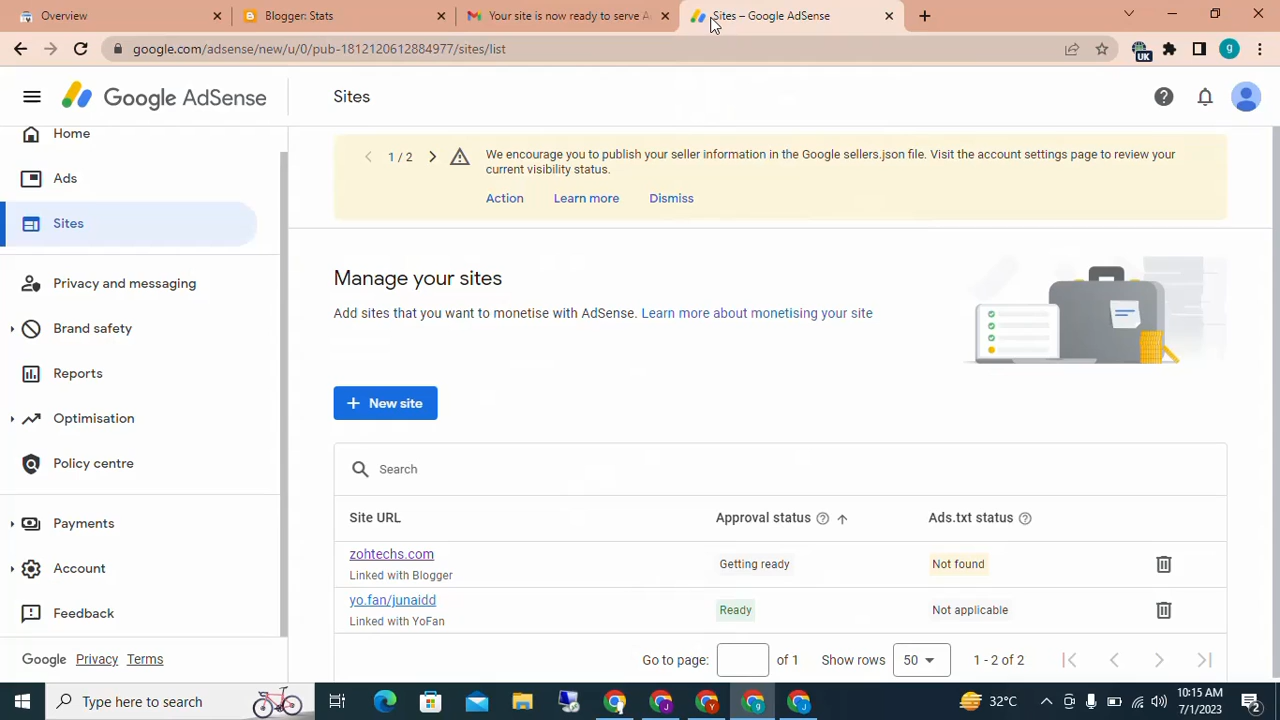 Overview
Blogger: Stats
Your site is now ready to serve A
Sites – Google AdSense
google.com/adsense/new/u/0/pub-1812120612884977/sites/list
UK
g
Google AdSense
Sites
Home
Ads
Sites
Privacy and messaging
Brand safety
Reports
Optimisation
Policy centre
Payments
Account
Feedback
Google Privacy Terms
1 / 2
We encourage you to publish your seller information in the Google sellers.json file. Visit the account settings page to review your
current visibility status.
Action Learn more Dismiss
Manage your sites
Add sites that you want to monetise with AdSense. Learn more about monetising your site
+ New site
Search
Site URL Approval status Ads.txt status
zohtechs.com Getting ready Not found
Linked with Blogger
yo.fan/junaidd Ready Not applicable
Linked with YoFan
Go to page: of 1 Show rows 50 1 - 2 of 2
Type here to search
32°C
10:15 AM
7/1/2023
2